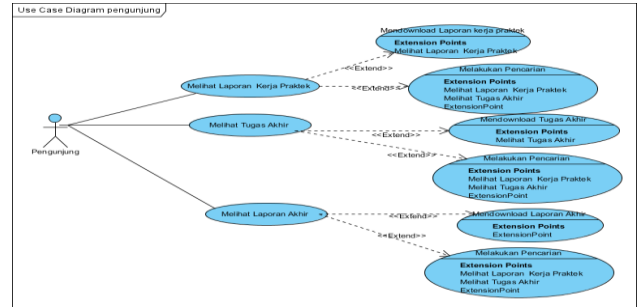 Use Case Diagram pengunjung
Mendownload Laporan kerja praktek
Extension Points
Melihat Laporan Kerja Praktek
<<Extend>>
Melakukan Pencarian
Extension Points
Melihat Laporan Kerja Praktek
Melihat Tugas Akhir
ExtensionPoint
Melihat Laporan Kerja Praktek
<<Extend>>
Mendownload Tugas Akhir
Extension Points
Melihat Tugas Akhir
Melihat Tugas Akhir
<<Extend>>
Pengunjung
<<Extend>>
Melakukan Pencarian
Extension Points
Melihat Laporan Kerja Praktek
Melihat Tugas Akhir
ExtensionPoint
Melihat Laporan Akhir
<<Extend>>
Mendownload Laporan Akhir
Extension Points
ExtensionPoint
<<Extend>>
Melakukan Pencarian
Extension Points
Melihat Laporan Kerja Praktek
Melihat Tugas Akhir
ExtensionPoint